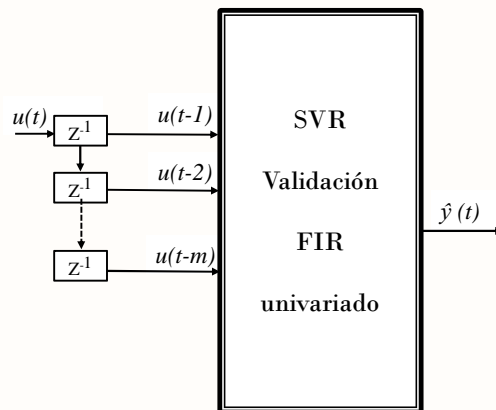 u(t)
Z-1
u(t-1)
Z-1
u(t-2)
Z-1
u(t-m)
SVR
Validación
FIR
univariado
ŷ (t)